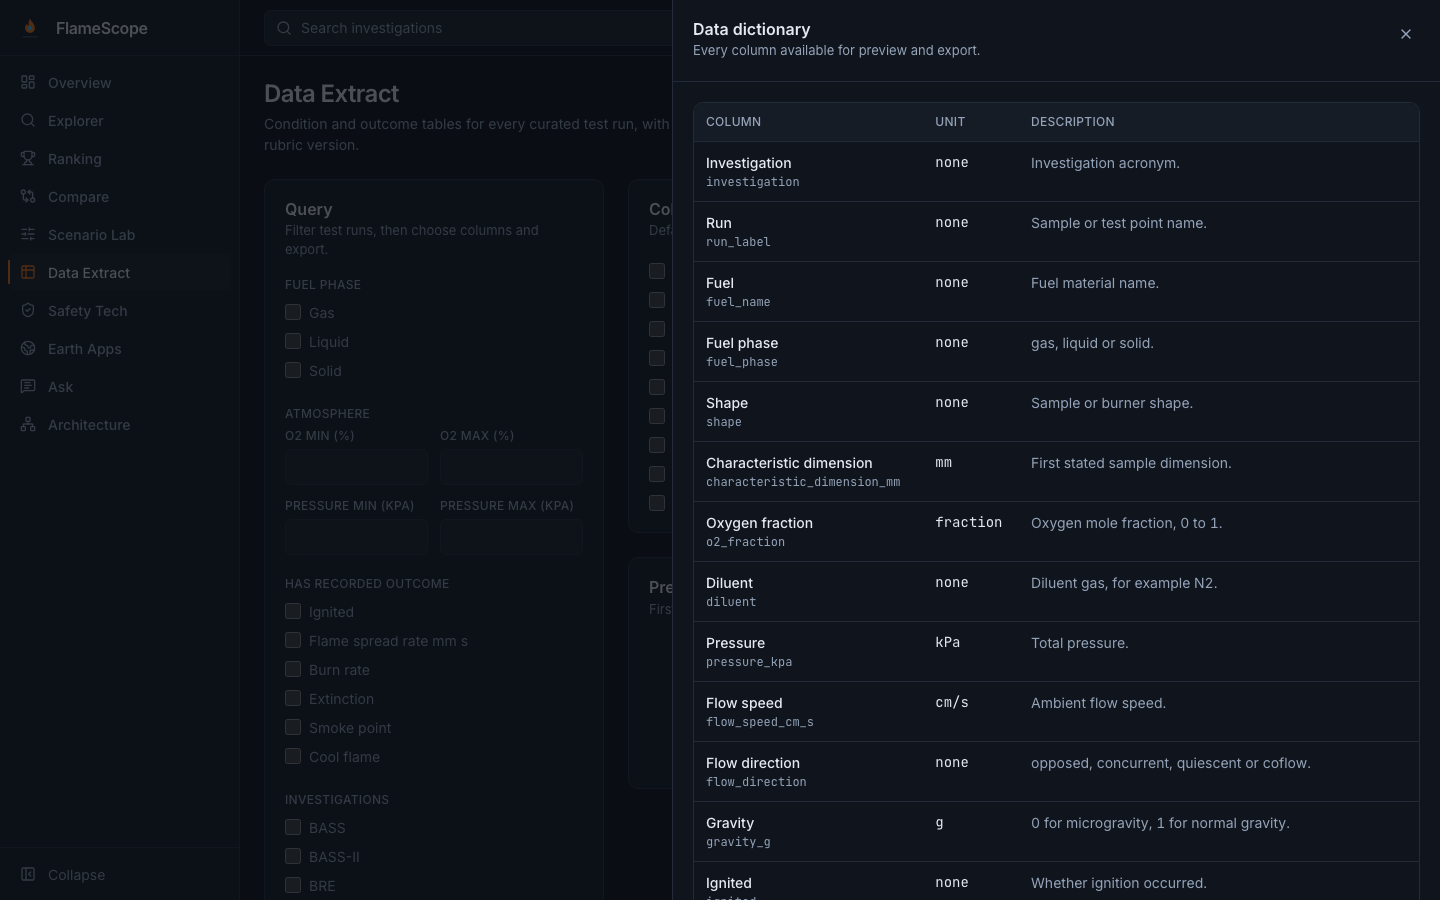 FlameScope
Search investigations
Overview
Explorer
Ranking
Compare
Scenario Lab
Data Extract
Safety Tech
Earth Apps
Ask
Architecture
Collapse
Data Extract
Condition and outcome tables for every curated test run, with
rubric version.
Query
Filter test runs, then choose columns and
export.
FUEL PHASE
Gas
Liquid
Solid
ATMOSPHERE
O2 MIN (%)
O2 MAX (%)
PRESSURE MIN (KPA)
PRESSURE MAX (KPA)
HAS RECORDED OUTCOME
Ignited
Flame spread rate mm s
Burn rate
Extinction
Smoke point
Cool flame
INVESTIGATIONS
BASS
BASS-II
BRE
Data dictionary
Every column available for preview and export.
COLUMN UNIT DESCRIPTION
Investigation none Investigation acronym.
investigation
Run none Sample or test point name.
run_label
Fuel none Fuel material name.
fuel_name
Fuel phase none gas, liquid or solid.
fuel_phase
Shape none Sample or burner shape.
shape
Characteristic dimension mm First stated sample dimension.
characteristic_dimension_mm
Oxygen fraction fraction Oxygen mole fraction, 0 to 1.
o2_fraction
Diluent none Diluent gas, for example N2.
diluent
Pressure kPa Total pressure.
pressure_kpa
Flow speed cm/s Ambient flow speed.
flow_speed_cm_s
Flow direction none opposed, concurrent, quiescent or coflow.
flow_direction
Gravity g 0 for microgravity, 1 for normal gravity.
gravity_g
Ignited none Whether ignition occurred.